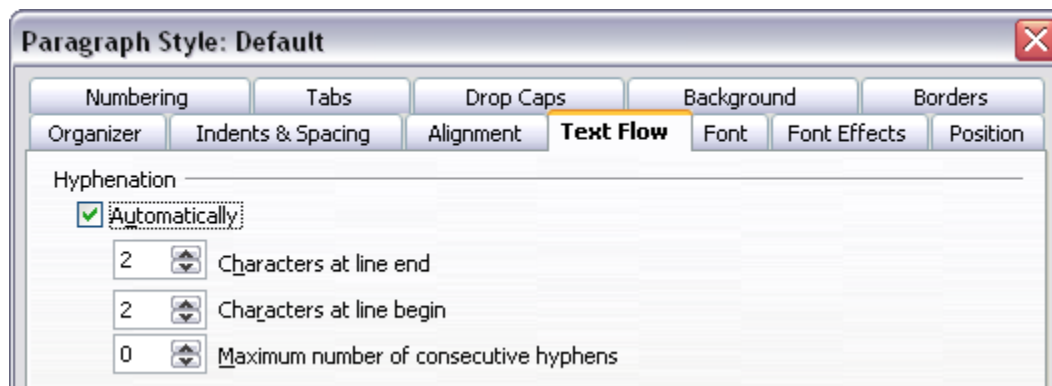 Paragraph Style: Default
Numbering Tabs Drop Caps Background Borders
Organizer Indents & Spacing Alignment Text Flow Font Font Effects Position
Hyphenation
Automatically
2 Characters at line end
2 Characters at line begin
0 Maximum number of consecutive hyphens